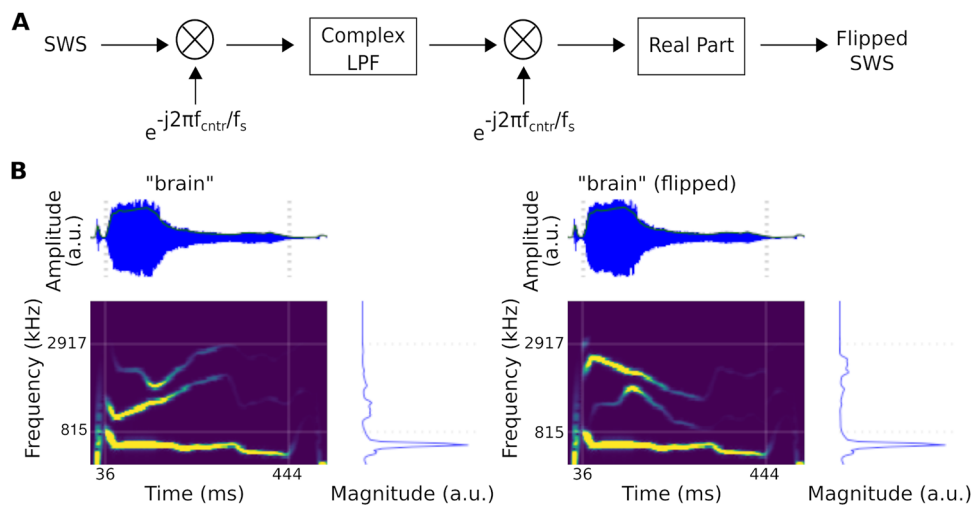 A
SWS
Complex
LPF
Real Part
Flipped
SWS
e-j2πfcntr/fs
e-j2πfcntr/fs
B
"brain"
"brain" (flipped)
Amplitude
(a.u.)
Amplitude
(a.u.)
Frequency (kHz)
2917
815
36
444
Time (ms)
Magnitude (a.u.)
Frequency (kHz)
2917
815
36
444
Time (ms)
Magnitude (a.u.)